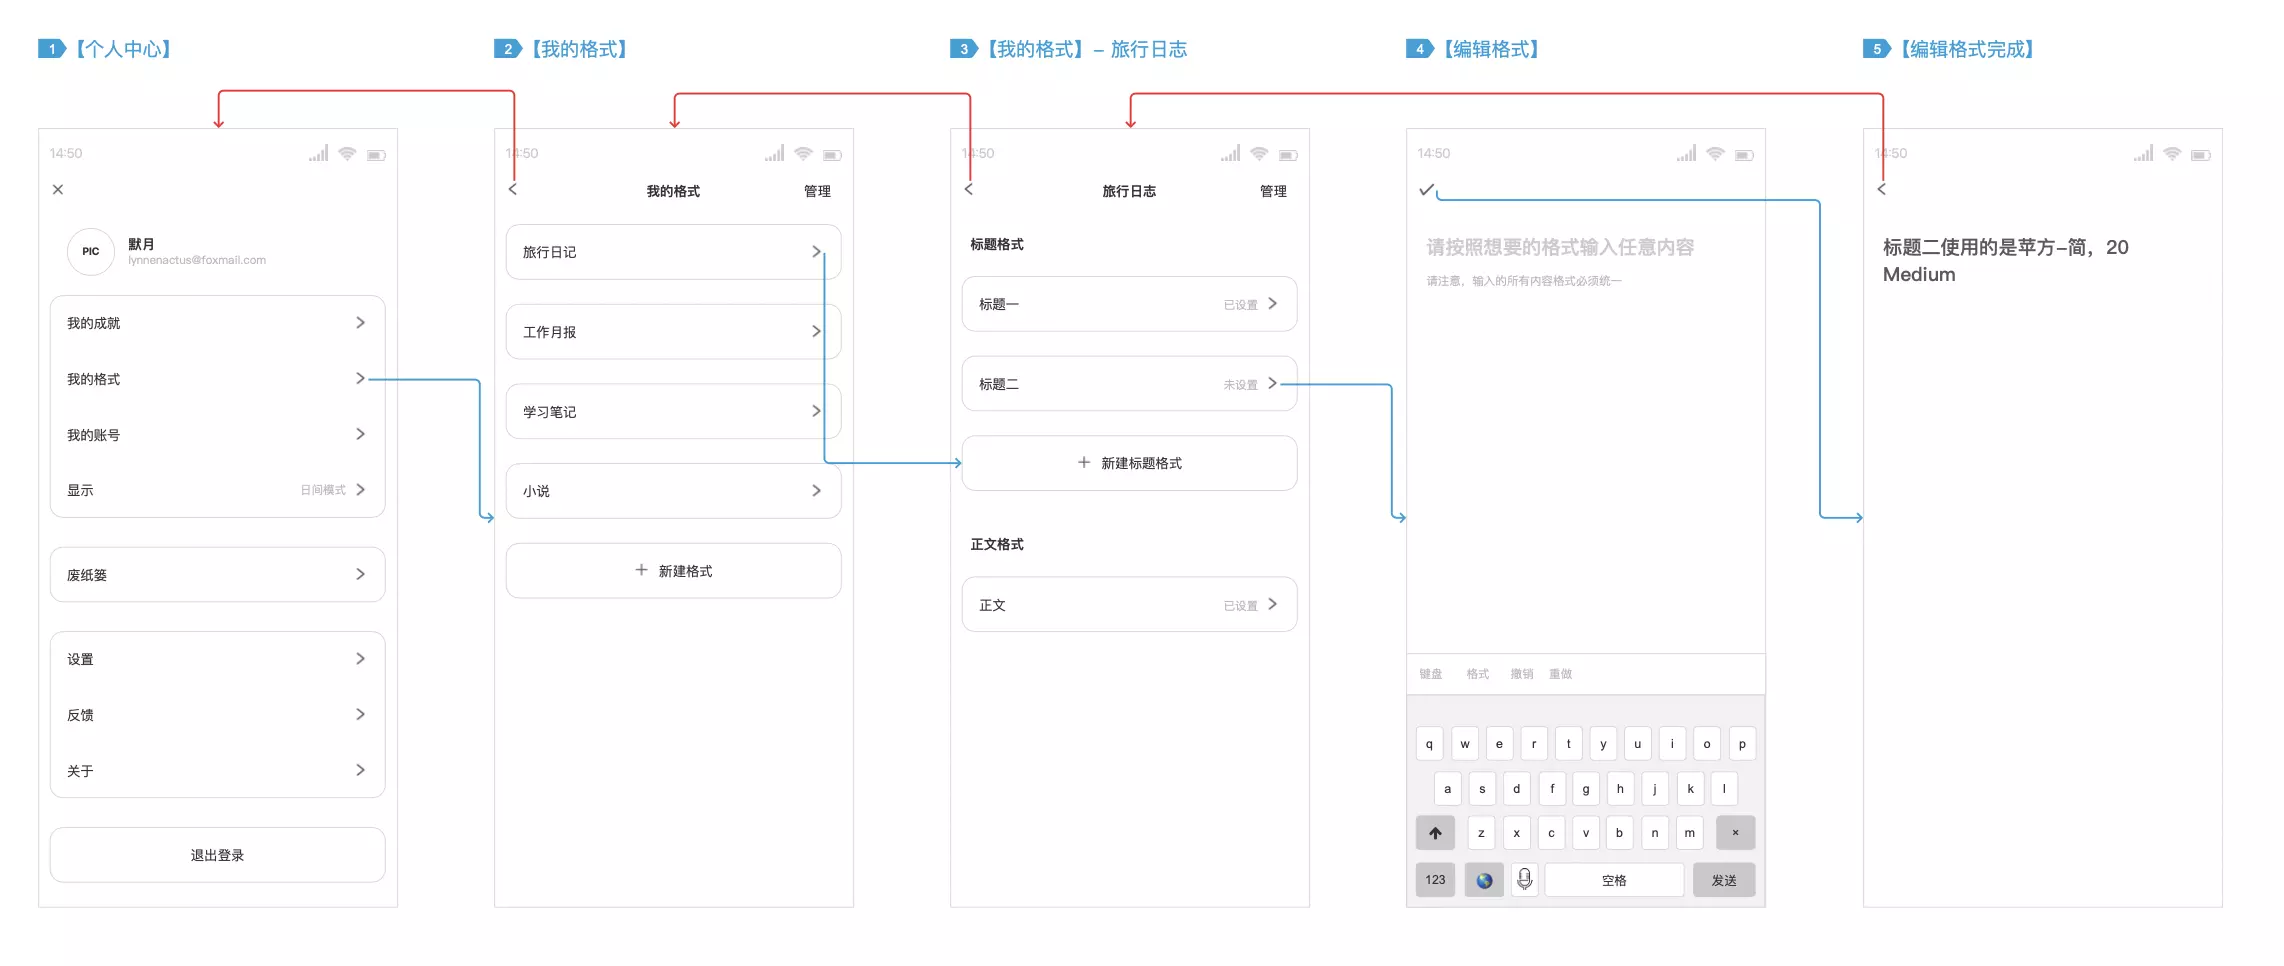 1 【个人中心】
14:50
PIC
默月
lynnenactus@foxmail.com
我的成就
我的格式
我的账号
显示 日间模式
废纸篓
设置
反馈
关于
退出登录
2 【我的格式】
14:50
我的格式 管理
旅行日记
工作月报
学习笔记
小说
+ 新建格式
3 【我的格式】– 旅行日志
14:50
旅行日志 管理
标题格式
标题一 已设置
标题二 未设置
+ 新建标题格式
正文格式
正文 已设置
4 【编辑格式】
14:50
请按照想要的格式输入任意内容
请注意，输入的所有内容格式必须统一
键盘 格式 撤销 重做
q w e r t y u i o p
a s d f g h j k l
z x c v b n m ×
123 空格 发送
5 【编辑格式完成】
14:50
标题二使用的是苹方–简，20
Medium